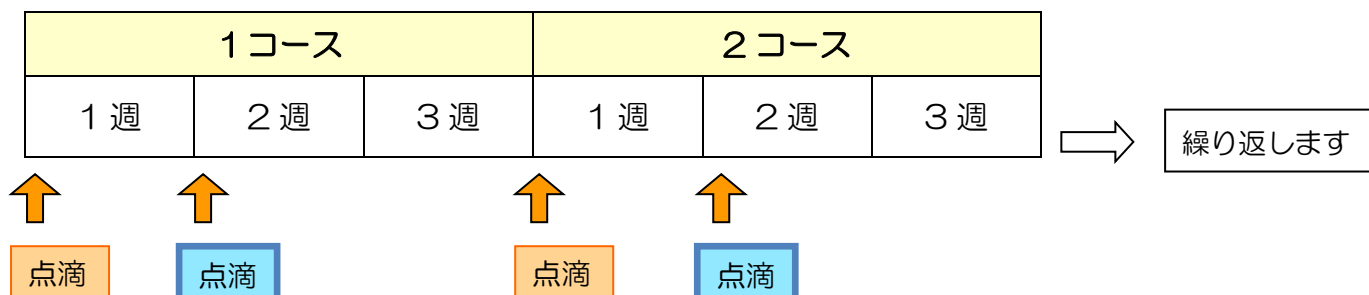 1コース 2コース
1週 2週 3週 1週 2週 3週
繰り返します
点滴 点滴 点滴 点滴